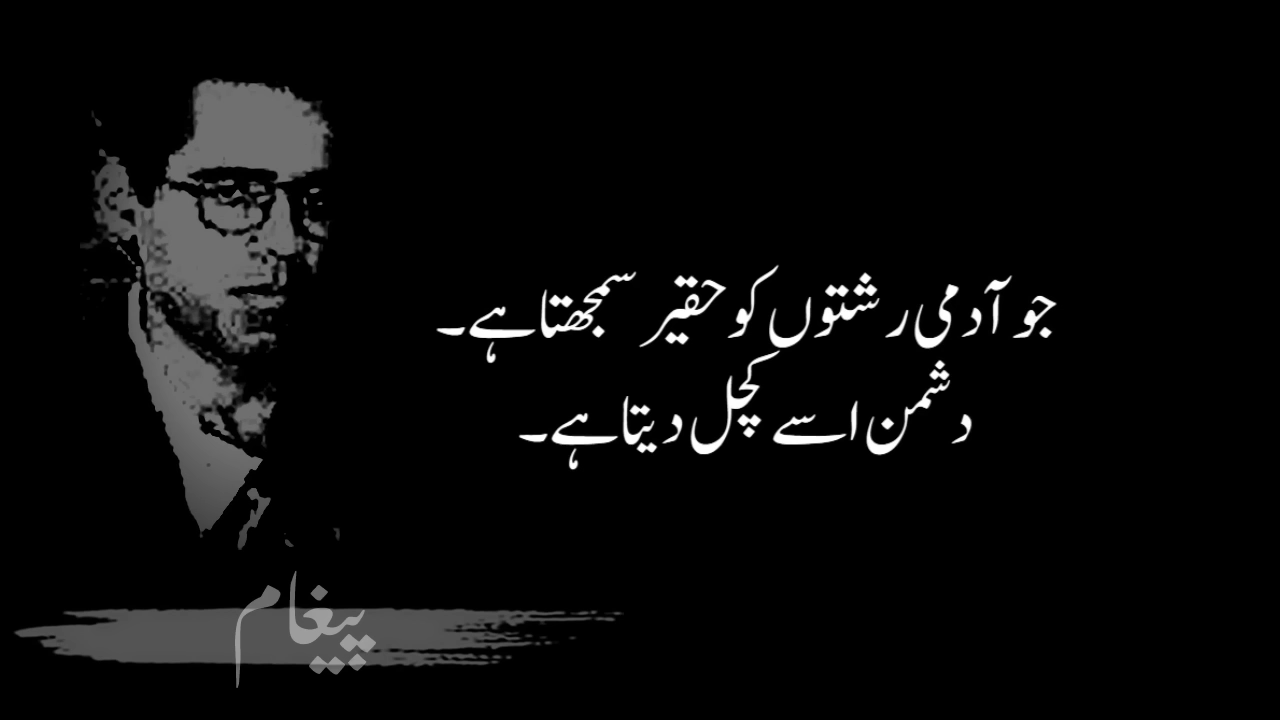 جو آدمی رشتوں کو حقیر سمجھتا ہے۔
دشمن اسے کچل دیتا ہے۔
پیغام